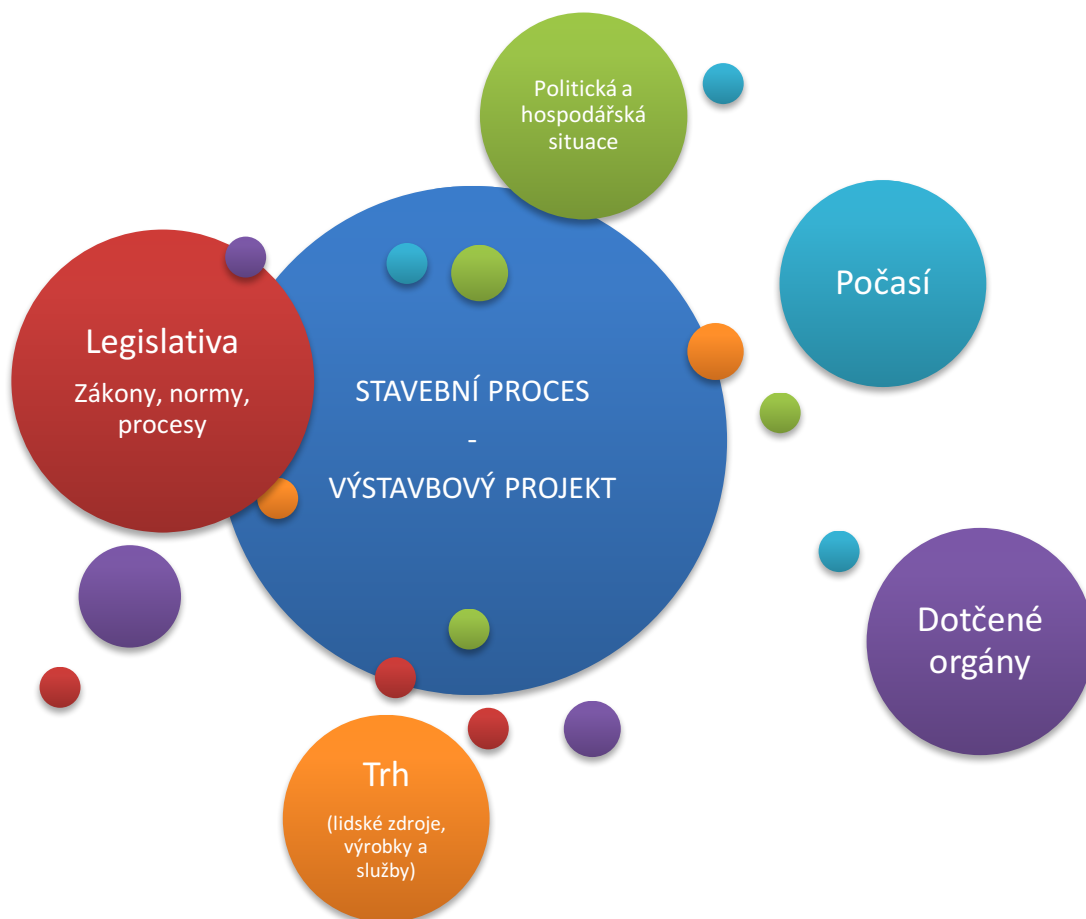 Politická a
hospodářská
situace
Počasí
Legislativa
Zákony, normy,
procesy
STAVEBNÍ PROCES
-
VÝSTAVBOVÝ PROJEKT
Dotčené
orgány
Trh
(lidské zdroje,
výrobky a
služby)